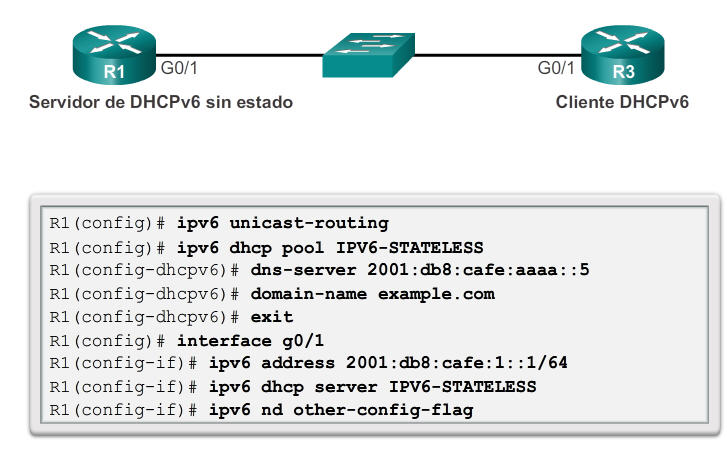 R1
G0/1
G0/1
R3
Servidor de DHCPv6 sin estado
Cliente DHCPv6
R1(config)# ipv6 unicast-routing
R1(config)# ipv6 dhcp pool IPV6-STATELESS
R1(config-dhcpv6)# dns-server 2001:db8:cafe:aaaa::5
R1(config-dhcpv6)# domain-name example.com
R1(config-dhcpv6)# exit
R1(config)# interface g0/1
R1(config-if)# ipv6 address 2001:db8:cafe:1::1/64
R1(config-if)# ipv6 dhcp server IPV6-STATELESS
R1(config-if)# ipv6 nd other-config-flag